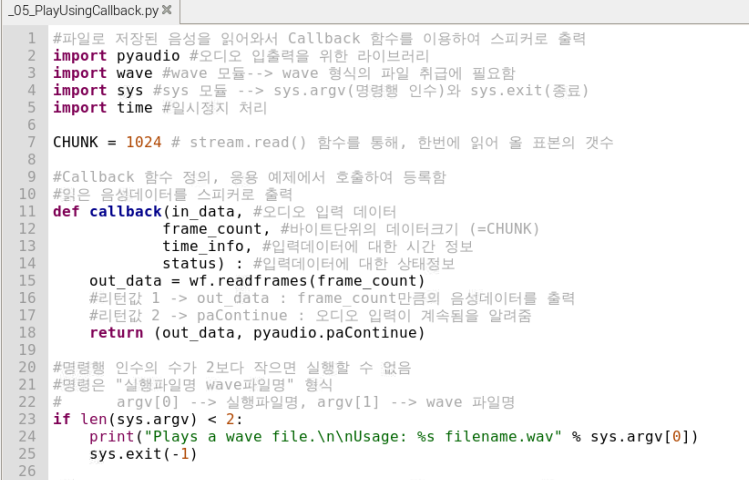 _05_PlayUsingCallback.py
1 #파일로 저장된 음성을 읽어와서 Callback 함수를 이용하여 스피커로 출력
2 import pyaudio #오디오 입출력을 위한 라이브러리
3 import wave #wave 모듈--> wave 형식의 파일 취급에 필요함
4 import sys #sys 모듈 --> sys.argv(명령행 인수)와 sys.exit(종료)
5 import time #일시정지 처리
6
7 CHUNK = 1024 # stream.read() 함수를 통해, 한번에 읽어 올 표본의 갯수
8
9 #Callback 함수 정의, 응용 예제에서 호출하여 등록함
10 #읽은 음성데이터를 스피커로 출력
11 def callback(in_data, #오디오 입력 데이터
12             frame_count, #바이트단위의 데이터크기 (=CHUNK)
13             time_info, #입력데이터에 대한 시간 정보
14             status) : #입력데이터에 대한 상태정보
15     out_data = wf.readframes(frame_count)
16     #리턴값 1 -> out_data : frame_count만큼의 음성데이터를 출력
17     #리턴값 2 -> paContinue : 오디오 입력이 계속됨을 알려줌
18     return (out_data, pyaudio.paContinue)
19
20 #명령행 인수의 수가 2보다 작으면 실행할 수 없음
21 #명령은 "실행파일명 wave파일명" 형식
22 #      argv[0] --> 실행파일명, argv[1] --> wave 파일명
23 if len(sys.argv) < 2:
24     print("Plays a wave file.\n\nUsage: %s filename.wav" % sys.argv[0])
25     sys.exit(-1)
26